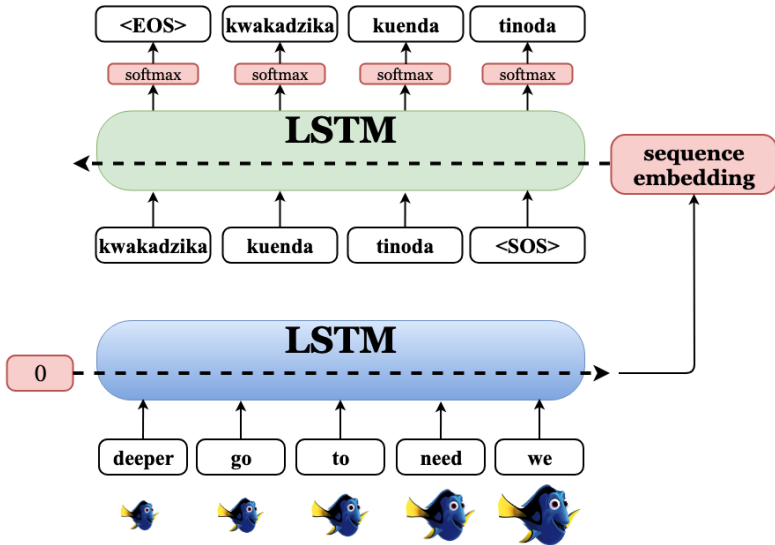 <EOS>
kwakadzika
kuenda
tinoda
softmax
softmax
softmax
softmax
LSTM
sequence
embedding
kwakadzika
kuenda
tinoda
<SOS>
LSTM
0
deeper
go
to
need
we